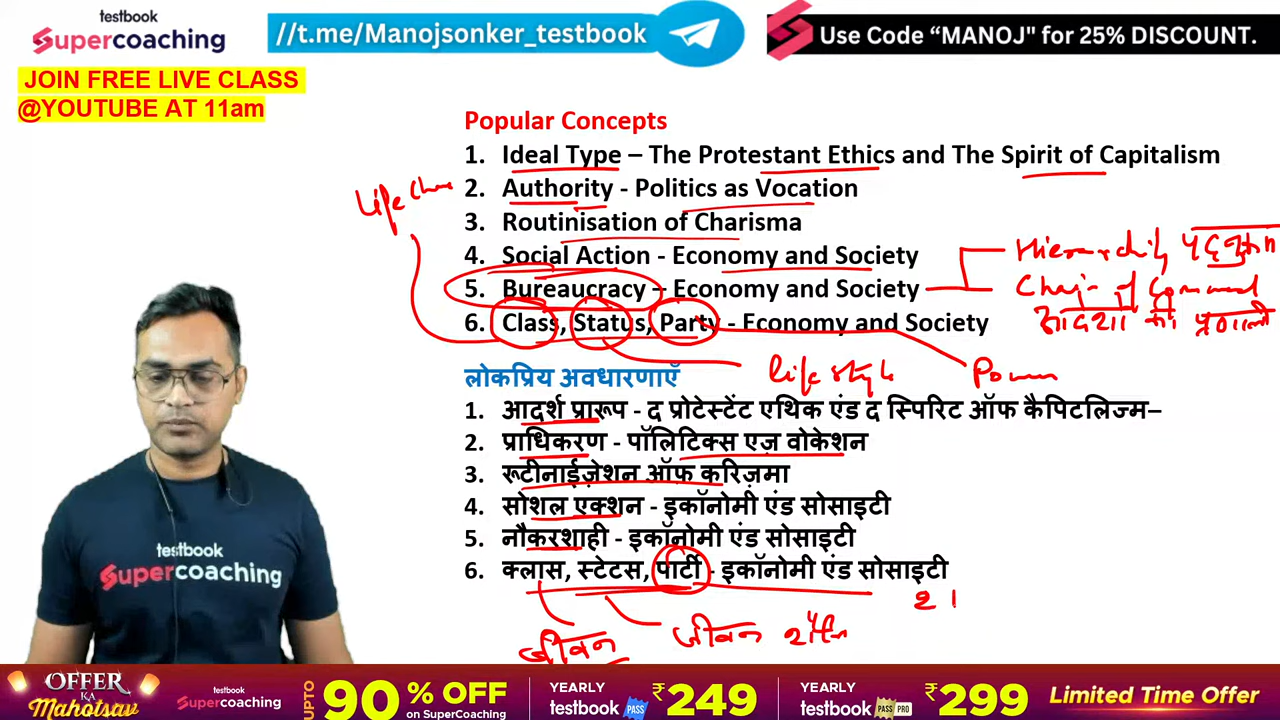 testbook
Supercoaching
//t.me/Manojsonker_testbook
Use Code “MANOJ" for 25% DISCOUNT.
JOIN FREE LIVE CLASS
@YOUTUBE AT 11am
Popular Concepts
1. Ideal Type – The Protestant Ethics and The Spirit of Capitalism
2. Authority - Politics as Vocation
3. Routinisation of Charisma
4. Social Action - Economy and Society
5. Bureaucracy – Economy and Society
6. Class, Status, Party - Economy and Society
Life
Chain of Command
life style
लोकप्रिय अवधारणाएँ
1. आदर्श प्रारूप - द प्रोटेस्टेंट एथिक एंड द स्पिरिट ऑफ कैपिटलिज्म–
2. प्राधिकरण - पॉलिटिक्स एज़ वोकेशन
3. रूटीनाईज़ेशन ऑफ करिज़मा
4. सोशल एक्शन - इकॉनोमी एंड सोसाइटी
5. नौकरशाही - इकॉनोमी एंड सोसाइटी
6. क्लास, स्टेटस, पार्टी - इकॉनोमी एंड सोसाइटी
जीवन
जीवन
testbook
Supercoaching
OFFER
KA
Mahotsav
testbook
Supercoaching
UPTO 90% OFF
on SuperCoaching
YEARLY
testbook PASS
₹249
YEARLY
testbook PASS PRO
₹299
Limited Time Offer